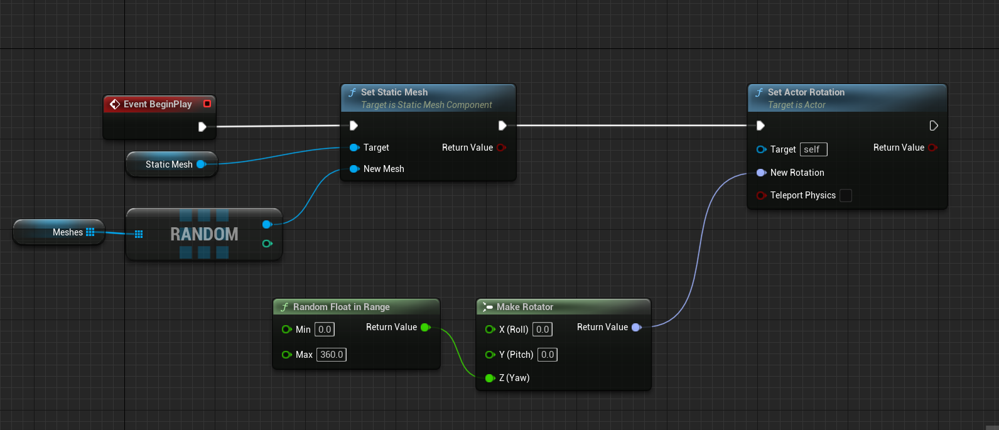 Event BeginPlay
Set Static Mesh
Target is Static Mesh Component
Target
Return Value
New Mesh
Static Mesh
Meshes
RANDOM
Set Actor Rotation
Target is Actor
Target self
Return Value
New Rotation
Teleport Physics
Random Float in Range
Min 0.0
Return Value
Max 360.0
Make Rotator
X (Roll) 0.0
Return Value
Y (Pitch) 0.0
Z (Yaw)